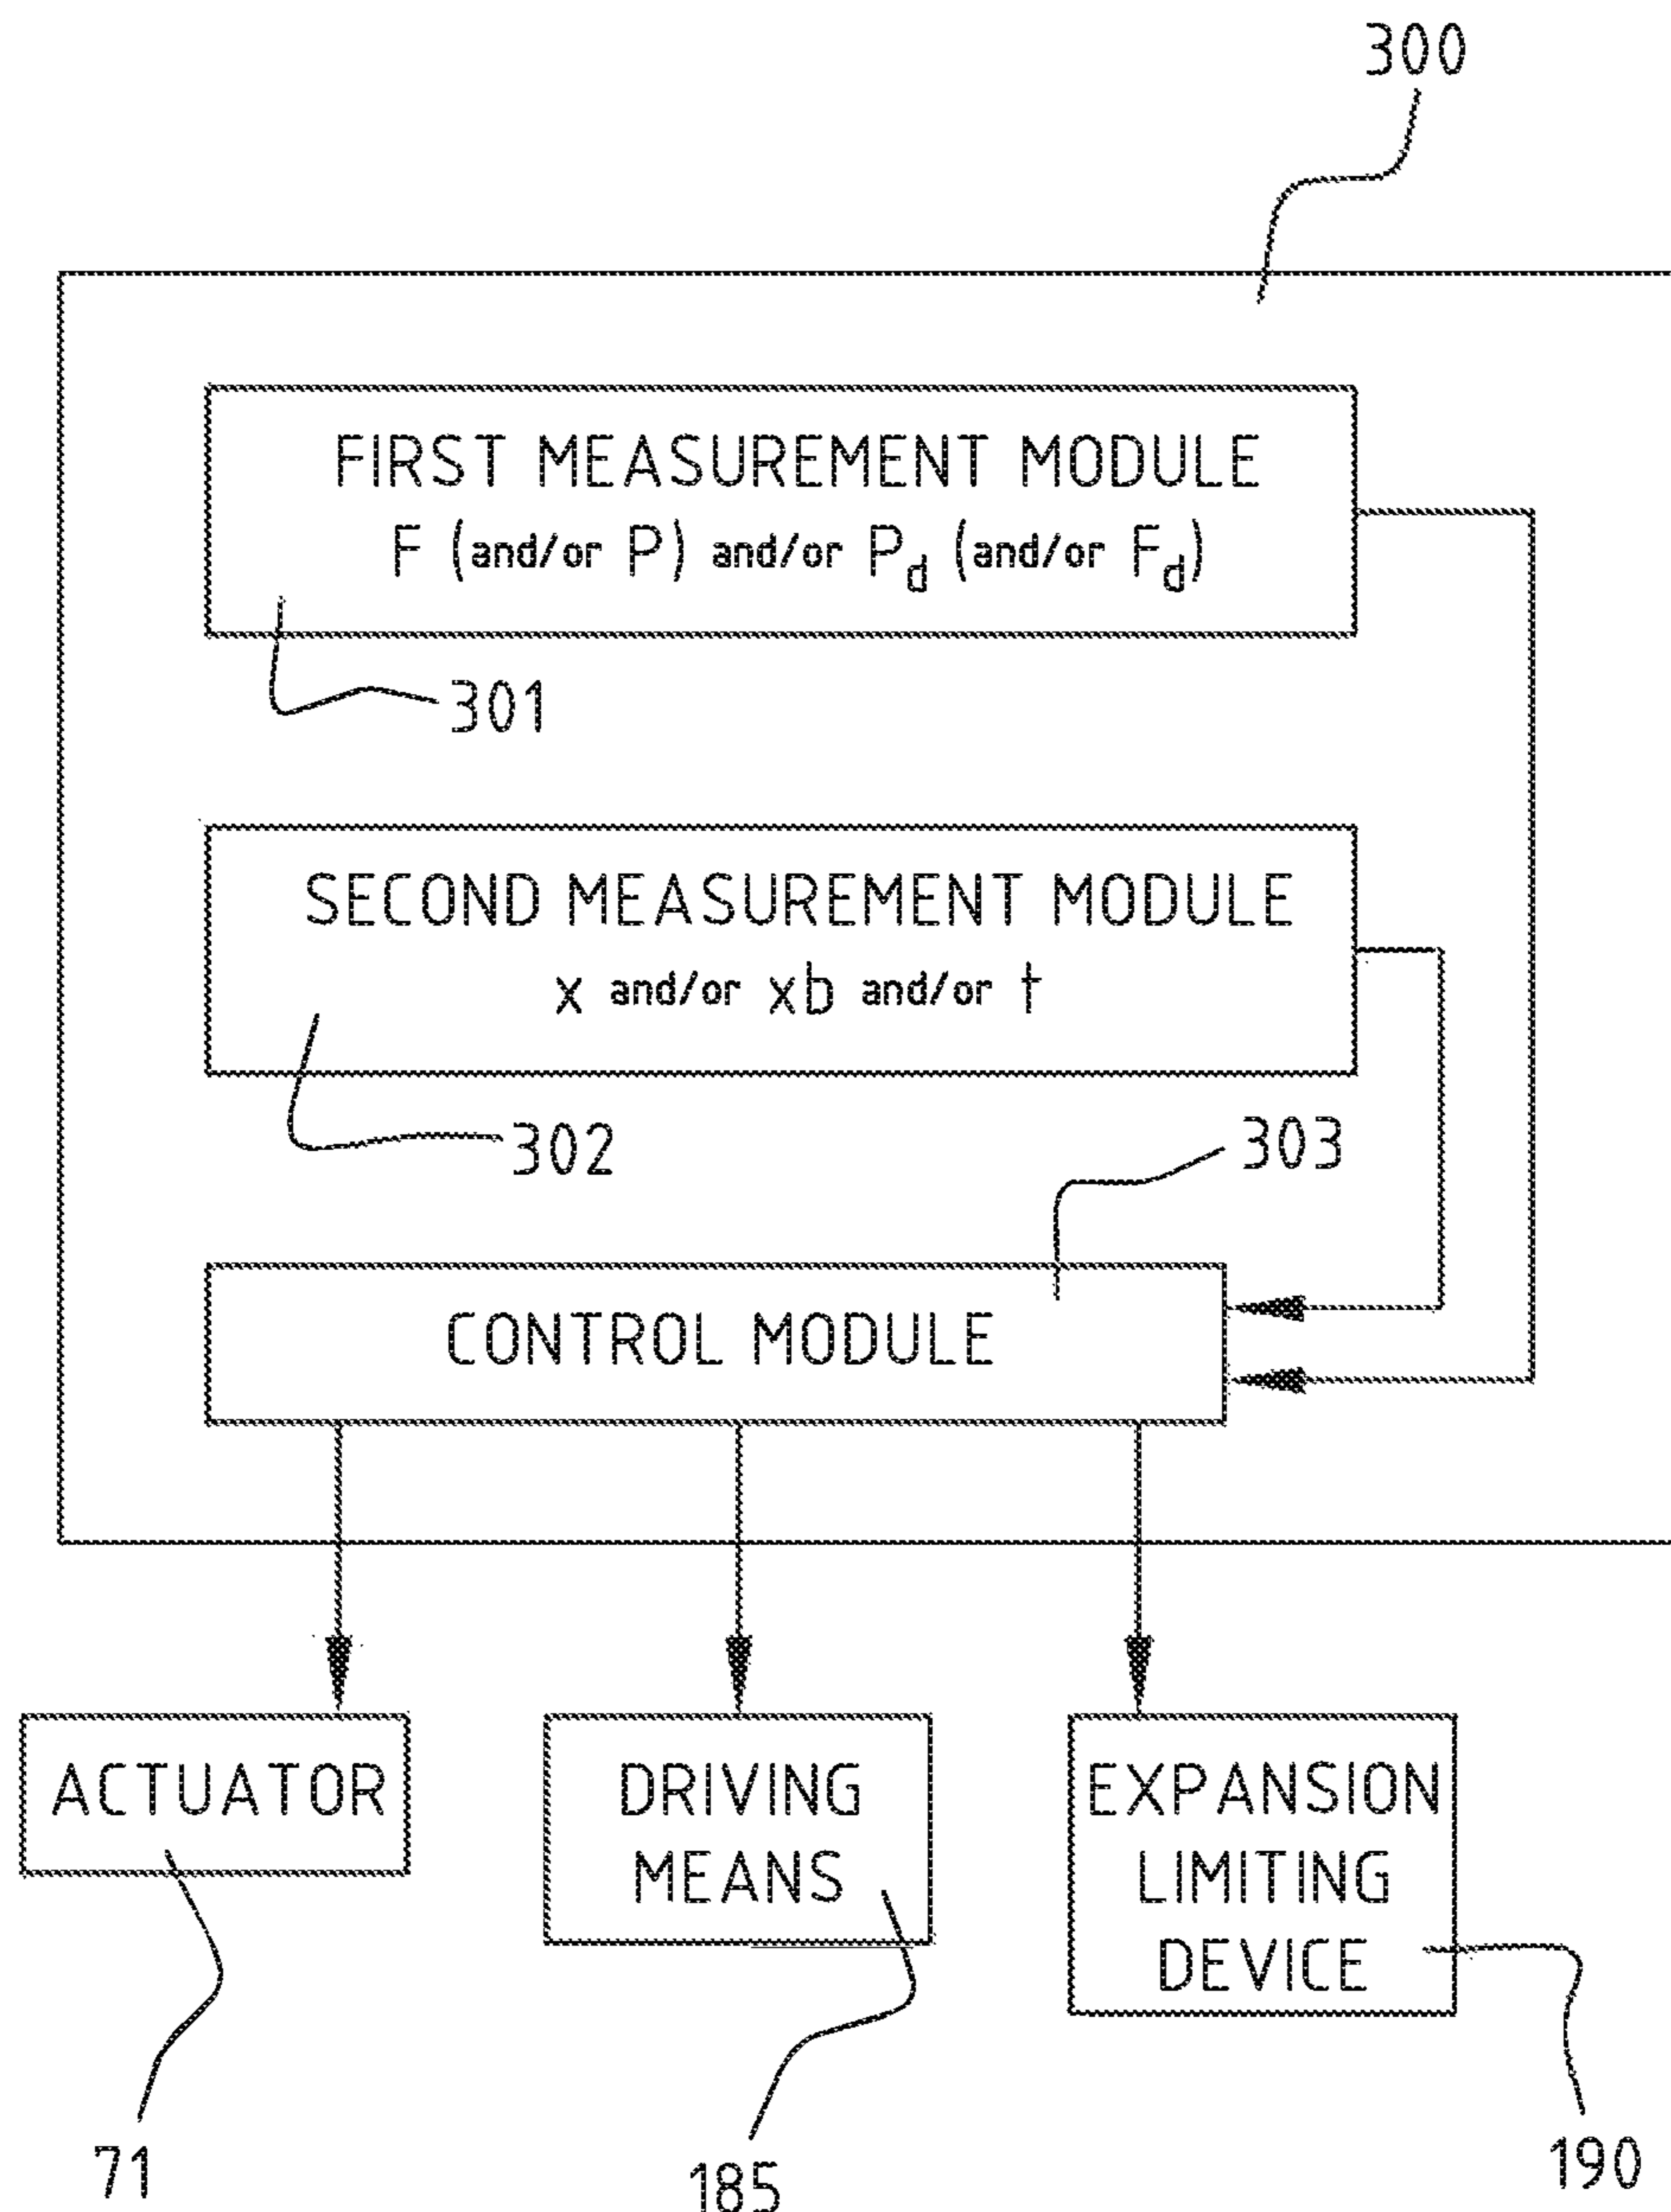 300
FIRST MEASUREMENT MODULE
F (and/or P) and/or Pd (and/or Fd)
301
SECOND MEASUREMENT MODULE
x and/or xb and/or t
302
303
CONTROL MODULE
ACTUATOR
DRIVING
MEANS
EXPANSION
LIMITING
DEVICE
71
185
190